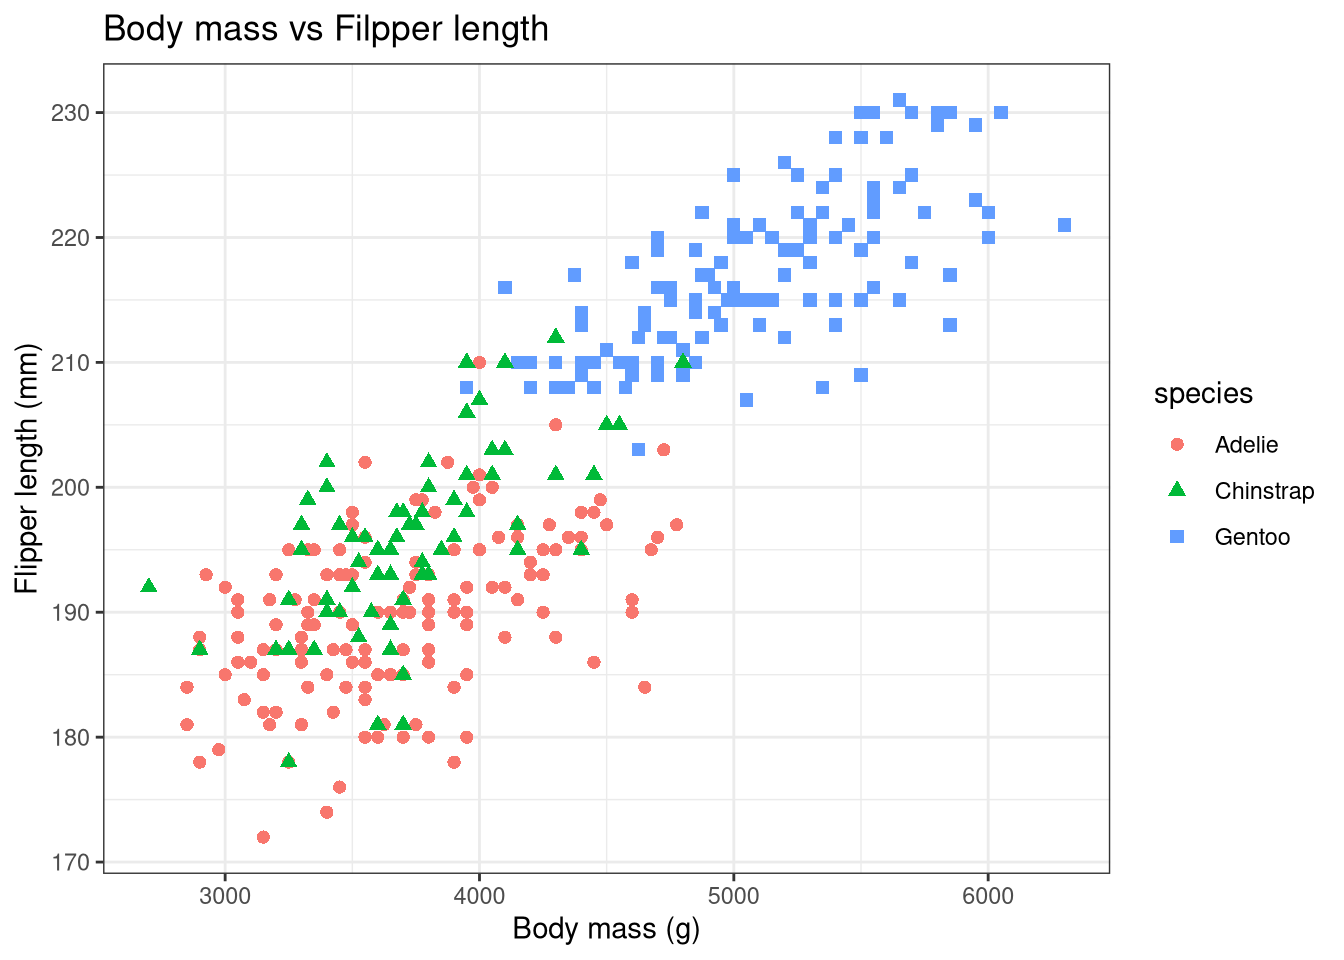 Body mass vs Filpper length
230
220
210
200
190
180
170
Flipper length (mm)
3000 4000 5000 6000
Body mass (g)
species
Adelie
Chinstrap
Gentoo